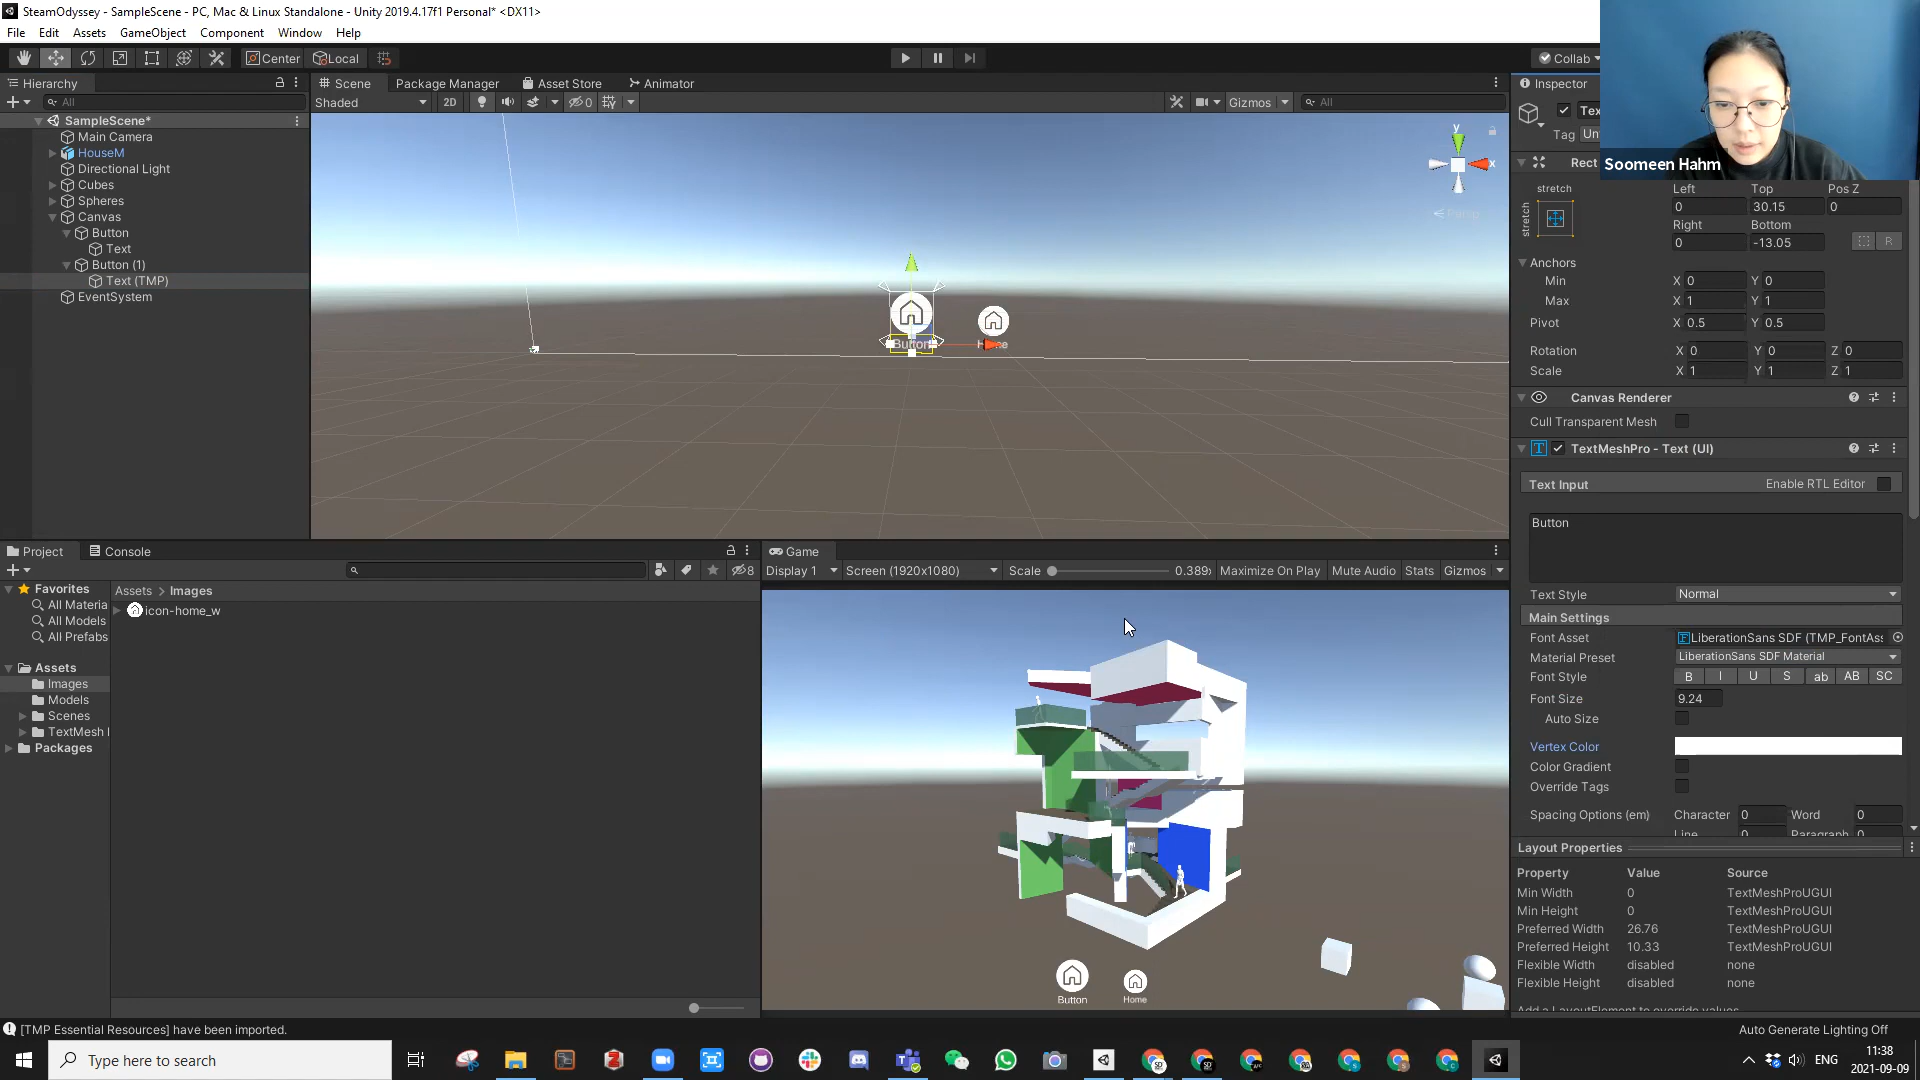 SteamOdyssey - SampleScene - PC, Mac & Linux Standalone - Unity 2019.4.17f1 Personal* <DX11>
File Edit Assets GameObject Component Window Help
Center Local Collab
Hierarchy
All
SampleScene*
Main Camera
HouseM
Directional Light
Cubes
Spheres
Canvas
Button
Text
Button (1)
Text (TMP)
EventSystem
Scene Package Manager Asset Store Animator
Shaded 2D 0 Gizmos All
y
x
Persp
Button
Inspector
Tag
Soomeen Hahm
Rect
stretch
stretch
Left Top Pos Z
0 30.15 0
Right Bottom
0 -13.05 R
Anchors
Min X 0 Y 0
Max X 1 Y 1
Pivot X 0.5 Y 0.5
Rotation X 0 Y 0 Z 0
Scale X 1 Y 1 Z 1
Canvas Renderer
Cull Transparent Mesh
TextMeshPro - Text (UI)
Text Input Enable RTL Editor
Button
Text Style Normal
Main Settings
Font Asset LiberationSans SDF (TMP_FontAss
Material Preset LiberationSans SDF Material
Font Style B I U S ab AB SC
Font Size 9.24
Auto Size
Vertex Color
Color Gradient
Override Tags
Spacing Options (em) Character 0 Word 0
Line 0 Paragraph 0
Layout Properties
Property Value Source
Min Width 0 TextMeshProUGUI
Min Height 0 TextMeshProUGUI
Preferred Width 26.76 TextMeshProUGUI
Preferred Height 10.33 TextMeshProUGUI
Flexible Width disabled none
Flexible Height disabled none
Add a LayoutElement to override values
Project Console
8
Favorites
All Materia
All Models
All Prefabs
Assets
Images
Models
Scenes
TextMesh
Packages
Assets > Images
icon-home_w
Game
Display 1 Screen (1920x1080) Scale 0.389 Maximize On Play Mute Audio Stats Gizmos
Button Home
[TMP Essential Resources] have been imported.
Auto Generate Lighting Off
Type here to search
ENG
11:38
2021-09-09